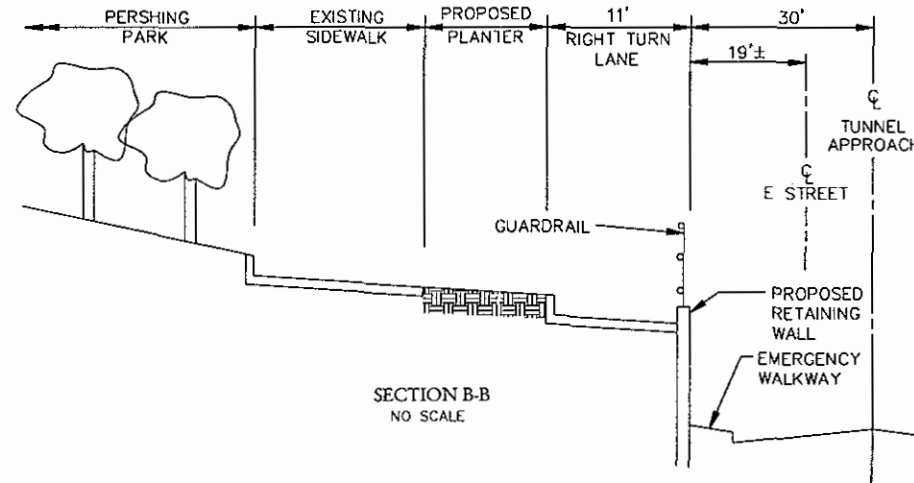 PERSHING
PARK
EXISTING
SIDEWALK
PROPOSED
PLANTER
11'
RIGHT TURN
LANE
30'
19'±
℄
TUNNEL
APPROACH
℄
E STREET
GUARDRAIL
PROPOSED
RETAINING
WALL
EMERGENCY
WALKWAY
SECTION B-B
NO SCALE